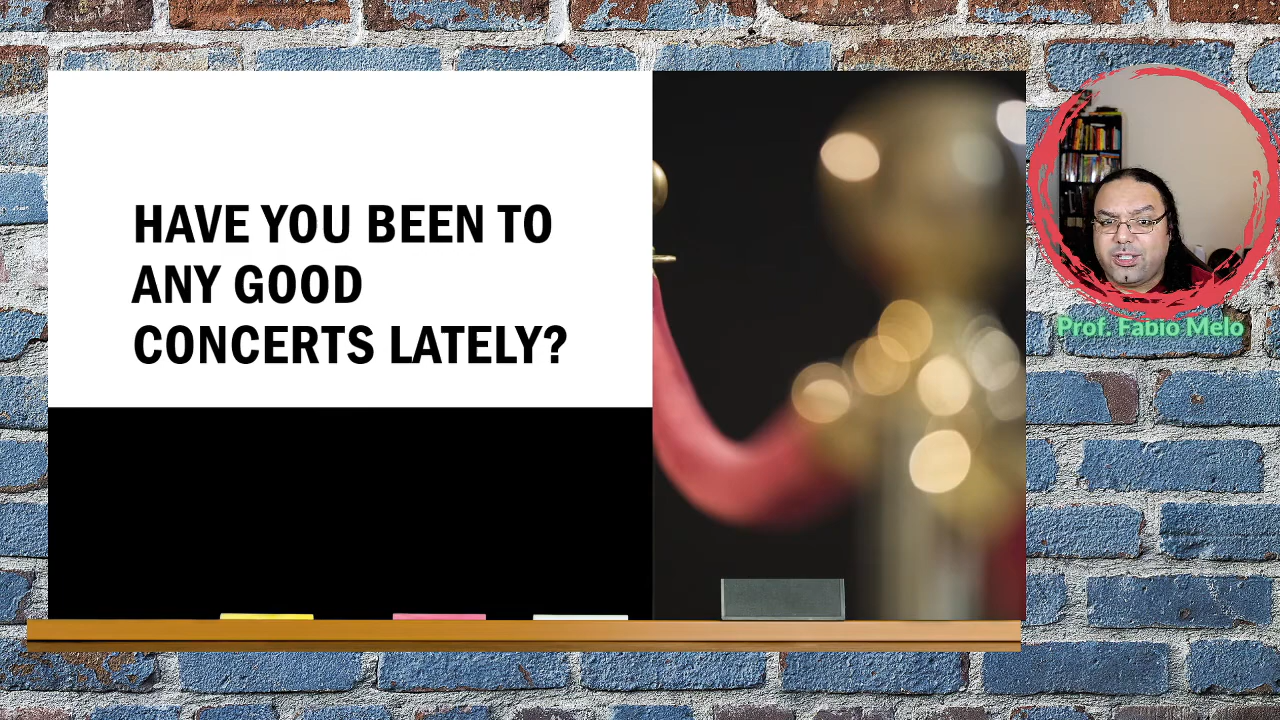 HAVE YOU BEEN TO
ANY GOOD
CONCERTS LATELY?
Prof. Fabio Melo